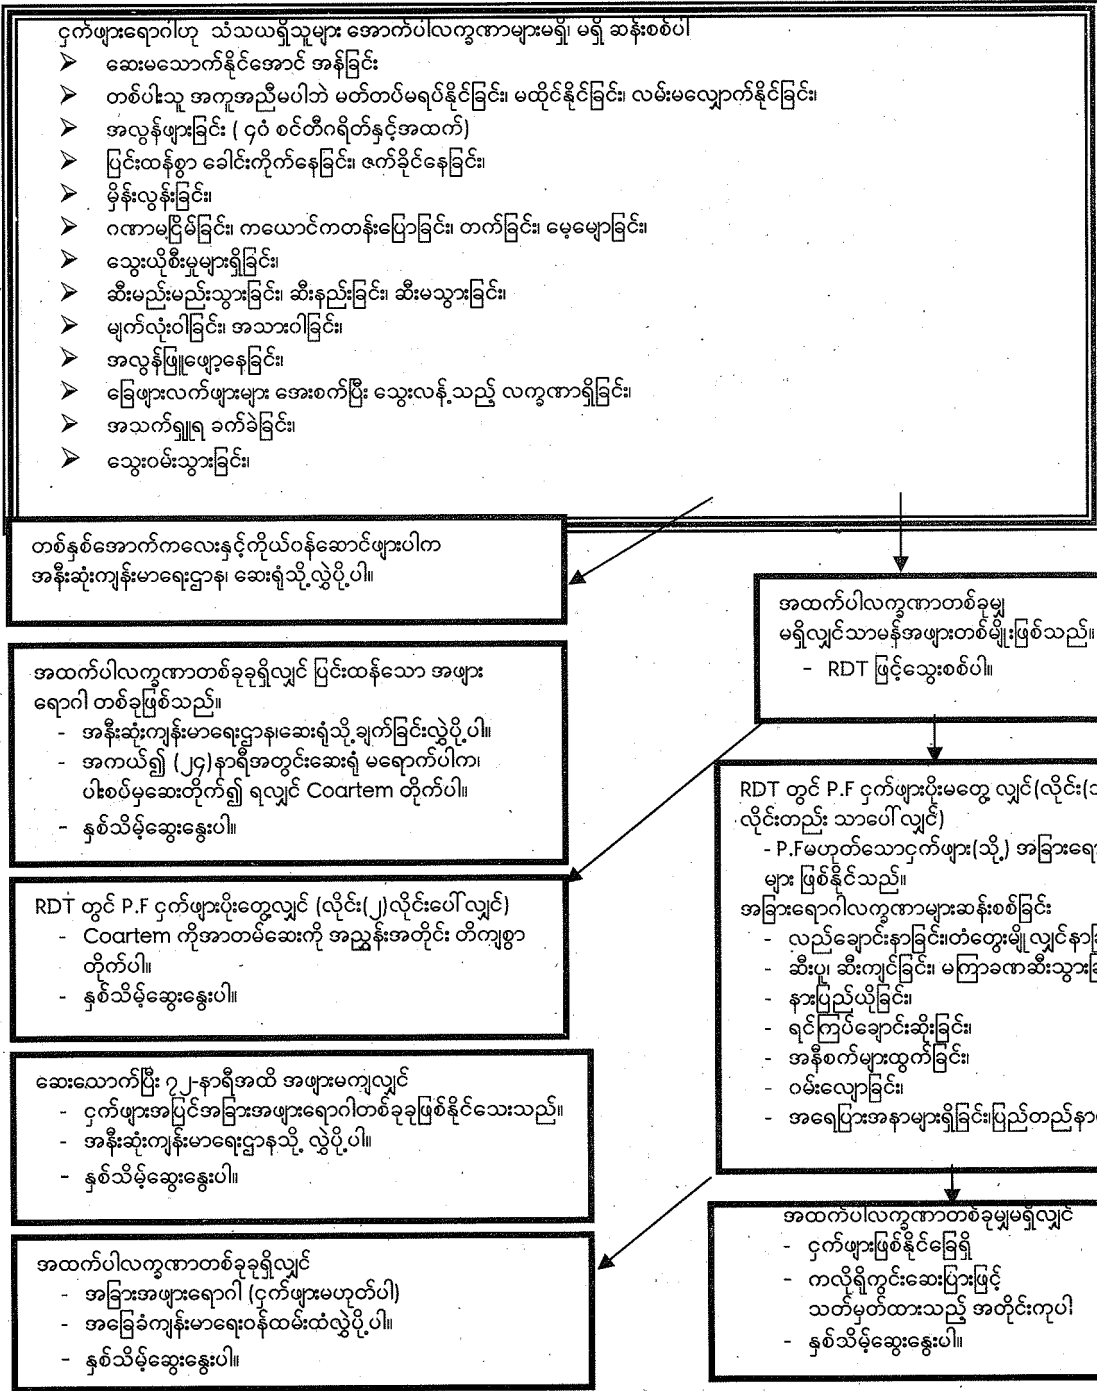 ငှက်ဖျားရောဂါဟု သံသယရှိသူများ အောက်ပါလက္ခဏာများမရှိ၊ မရှိ ဆန်းစစ်ပါ
➢ ဆေးမသောက်နိုင်အောင် အန်ခြင်း
➢ တစ်ပါးသူ အကူအညီမပါဘဲ မတ်တပ်မရပ်နိုင်ခြင်း၊ မထိုင်နိုင်ခြင်း၊ လမ်းမလျှောက်နိုင်ခြင်း၊
➢ အလွန်ဖျားခြင်း ( ၄၀ံ စင်တီဂရိတ်နှင့်အထက်)
➢ ပြင်းထန်စွာ ခေါင်းကိုက်နေခြင်း၊ ဇက်ခိုင်နေခြင်း၊
➢ မှိန်းလွန်းခြင်း၊
➢ ဂဏာမငြိမ်ခြင်း၊ ကယောင်ကတန်းပြောခြင်း၊ တက်ခြင်း၊ မေ့မျောခြင်း၊
➢ သွေးယိုစီးမှုများရှိခြင်း၊
➢ ဆီးမည်းမည်းသွားခြင်း၊ ဆီးနည်းခြင်း၊ ဆီးမသွားခြင်း၊
➢ မျက်လုံးဝါခြင်း၊ အသားဝါခြင်း၊
➢ အလွန်ဖြူဖျော့နေခြင်း၊
➢ ခြေဖျားလက်ဖျားများ အေးစက်ပြီး သွေးလန့်သည့် လက္ခဏာရှိခြင်း၊
➢ အသက်ရှူရ ခက်ခဲခြင်း၊
➢ သွေးဝမ်းသွားခြင်း၊
တစ်နှစ်အောက်ကလေးနှင့်ကိုယ်ဝန်ဆောင်ဖျားပါက
အနီးဆုံးကျန်းမာရေးဌာန၊ ဆေးရုံသို့လွှဲပို့ပါ။
အထက်ပါလက္ခဏာတစ်ခုမျှ
မရှိလျှင်သာမန်အဖျားတစ်မျိုးဖြစ်သည်။
- RDT ဖြင့်သွေးစစ်ပါ။
အထက်ပါလက္ခဏာတစ်ခုခုရှိလျှင် ပြင်းထန်သော အဖျား
ရောဂါ တစ်ခုဖြစ်သည်။
- အနီးဆုံးကျန်းမာရေးဌာန၊ဆေးရုံသို့ချက်ခြင်းလွှဲပို့ပါ။
- အကယ်၍ (၂၄)နာရီအတွင်းဆေးရုံ မရောက်ပါက၊
ပါးစပ်မှဆေးတိုက်၍ ရလျှင် Coartem တိုက်ပါ။
- နှစ်သိမ့်ဆွေးနွေးပါ။
RDT တွင် P.F ငှက်ဖျားပိုးမတွေ့လျှင်(လိုင်း(၁)
လိုင်းတည်း သာပေါ်လျှင်)
- P.Fမဟုတ်သောငှက်ဖျား(သို့) အခြားရော
များ ဖြစ်နိုင်သည်။
အခြားရောဂါလက္ခဏာများဆန်းစစ်ခြင်း
- လည်ချောင်းနာခြင်း၊တံတွေးမျိုလျှင်နာခြ
- ဆီးပူ၊ ဆီးကျင်ခြင်း၊ မကြာခဏဆီးသွားခြ
- နားပြည်ယိုခြင်း၊
- ရင်ကြပ်ချောင်းဆိုးခြင်း၊
- အနီစက်များထွက်ခြင်း၊
- ဝမ်းလျှောခြင်း၊
- အရေပြားအနာများရှိခြင်း၊ပြည်တည်နာ
RDT တွင် P.F ငှက်ဖျားပိုးတွေ့လျှင် (လိုင်း(၂)လိုင်းပေါ်လျှင်)
- Coartem ကိုအာတမ်ဆေးကို အညွှန်းအတိုင်း တိကျစွာ
တိုက်ပါ။
- နှစ်သိမ့်ဆွေးနွေးပါ။
ဆေးသောက်ပြီး ၇၂-နာရီအထိ အဖျားမကျလျှင်
- ငှက်ဖျားအပြင်အခြားအဖျားရောဂါတစ်ခုခုဖြစ်နိုင်သေးသည်။
- အနီးဆုံးကျန်းမာရေးဌာနသို့ လွှဲပို့ပါ။
- နှစ်သိမ့်ဆွေးနွေးပါ။
အထက်ပါလက္ခဏာတစ်ခုခုရှိလျှင်
- အခြားအဖျားရောဂါ (ငှက်ဖျားမဟုတ်ပါ)
- အခြေခံကျန်းမာရေးဝန်ထမ်းထံလွှဲပို့ပါ။
- နှစ်သိမ့်ဆွေးနွေးပါ။
အထက်ပါလက္ခဏာတစ်ခုမျှမရှိလျှင်
- ငှက်ဖျားဖြစ်နိုင်ခြေရှိ
- ကလိုရိုကွင်းဆေးပြားဖြင့်
သတ်မှတ်ထားသည့် အတိုင်းကုပါ
- နှစ်သိမ့်ဆွေးနွေးပါ။